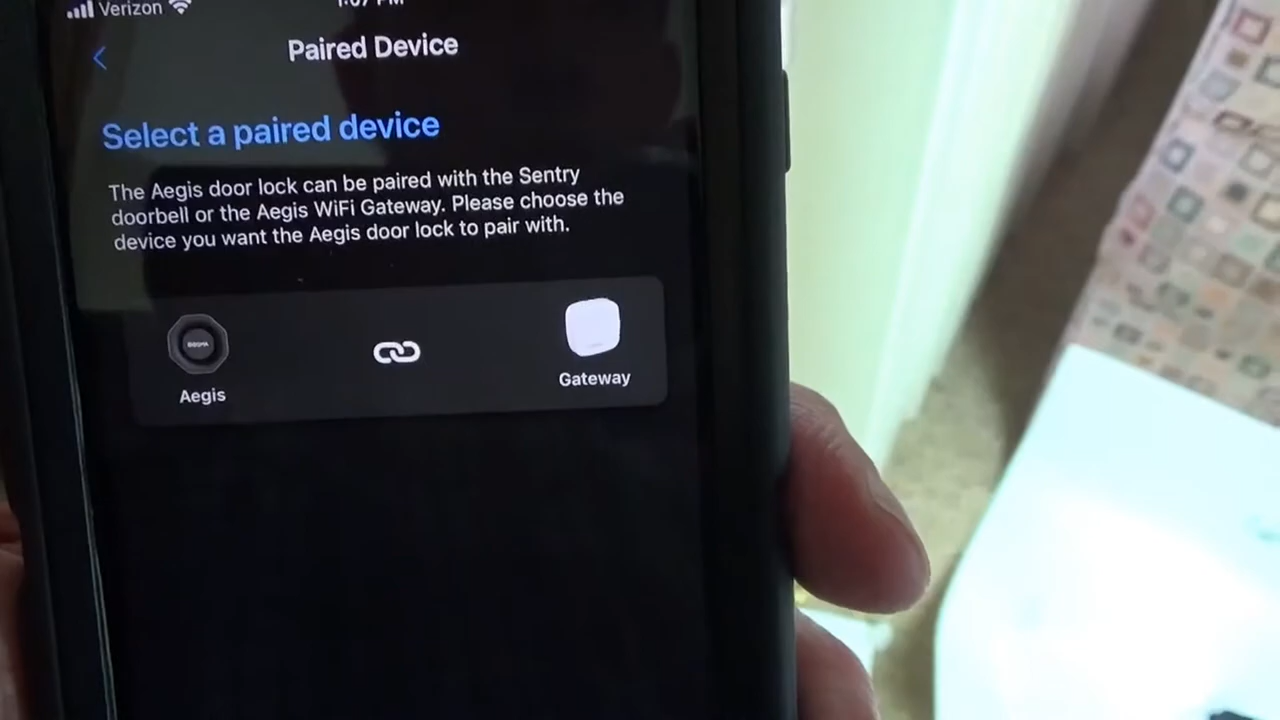 Verizon
Paired Device
Select a paired device
The Aegis door lock can be paired with the Sentry
doorbell or the Aegis WiFi Gateway. Please choose the
device you want the Aegis door lock to pair with.
Aegis
Gateway